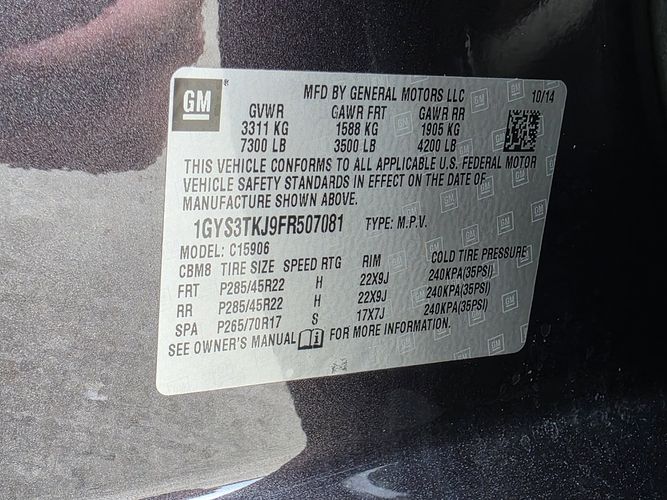 GM ® MFD BY GENERAL MOTORS LLC 10/14
GVWR GAWR FRT GAWR RR
3311 KG 1588 KG 1905 KG
7300 LB 3500 LB 4200 LB
THIS VEHICLE CONFORMS TO ALL APPLICABLE U.S. FEDERAL MOTOR
VEHICLE SAFETY STANDARDS IN EFFECT ON THE DATE OF
MANUFACTURE SHOWN ABOVE.
1GYS3TKJ9FR507081 TYPE: M.P.V.
MODEL: C15906
CBM8 TIRE SIZE SPEED RTG RIM COLD TIRE PRESSURE
FRT P285/45R22 H 22X9J 240KPA(35PSI)
RR P285/45R22 H 22X9J 240KPA(35PSI)
SPA P265/70R17 S 17X7J 240KPA(35PSI)
SEE OWNER'S MANUAL FOR MORE INFORMATION.